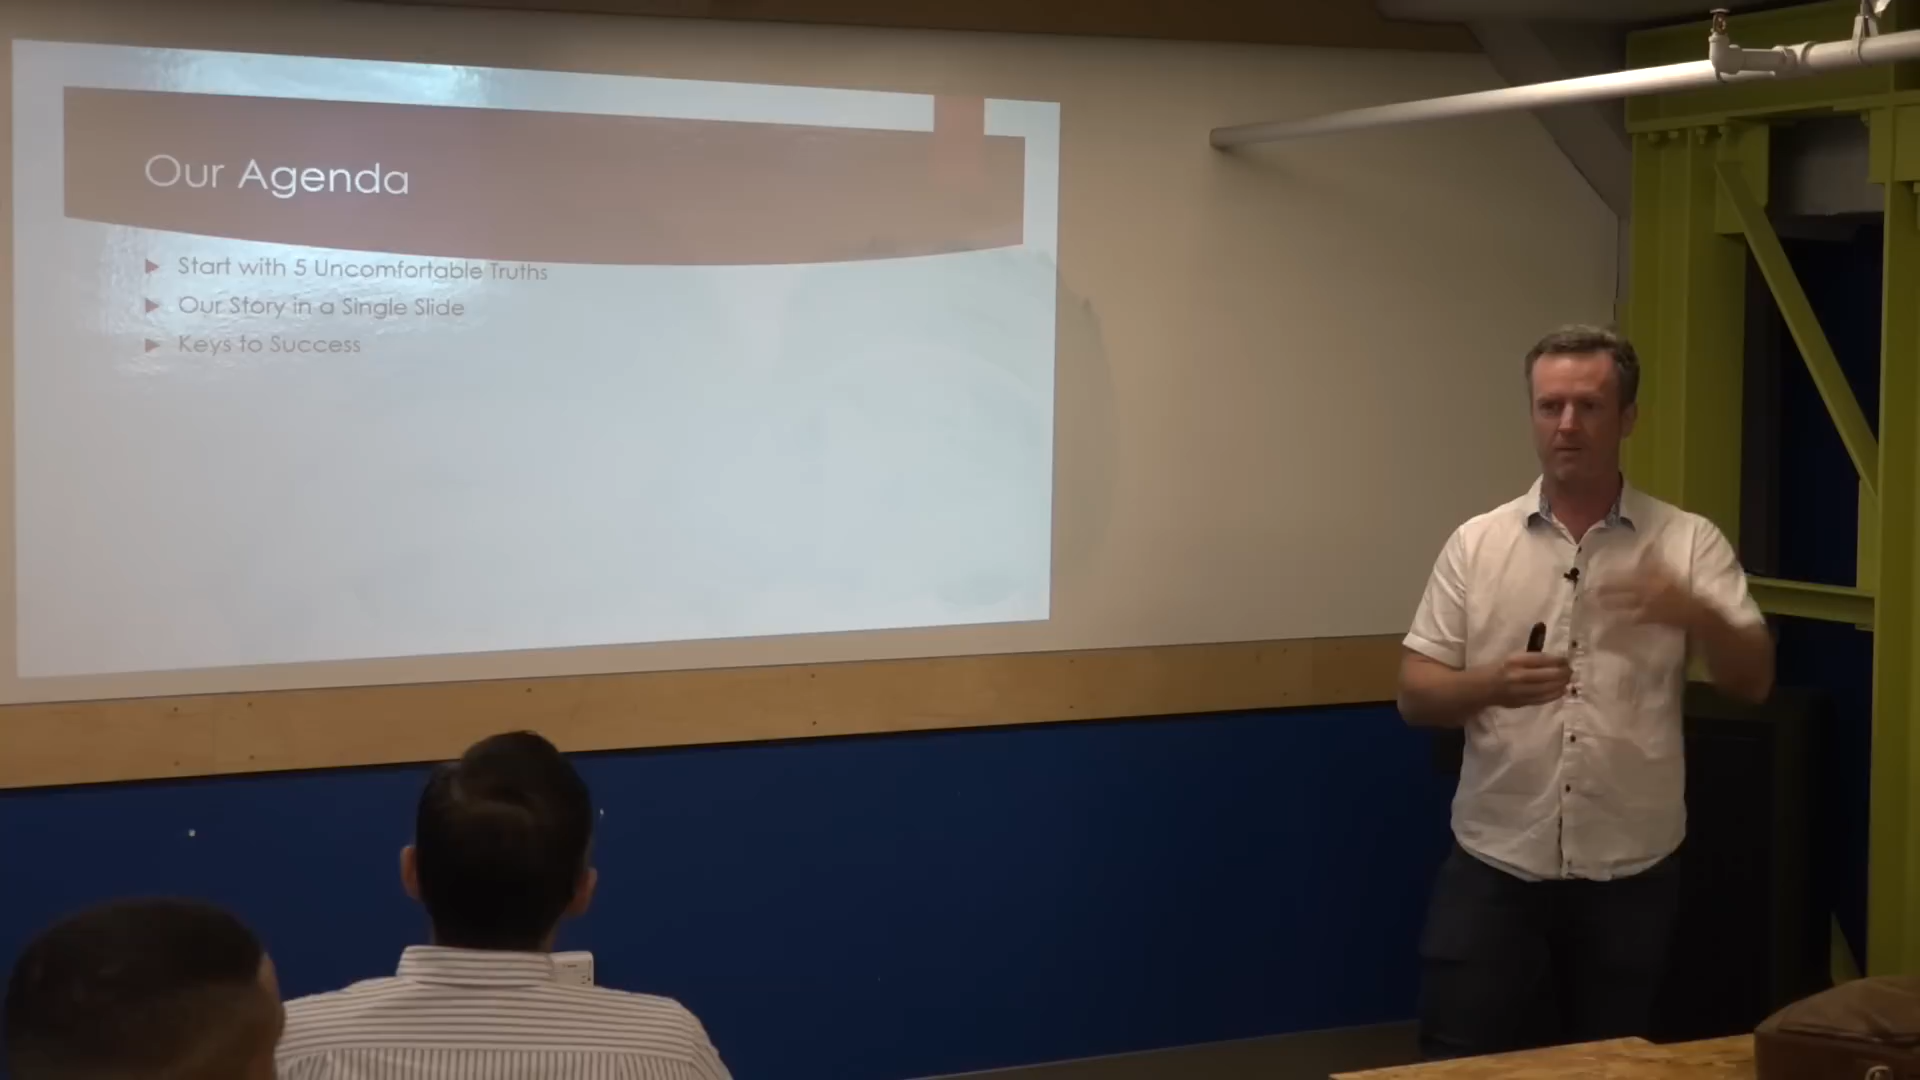 Our Agenda
Start with 5 Uncomfortable Truths
Our Story in a Single Slide
Keys to Success